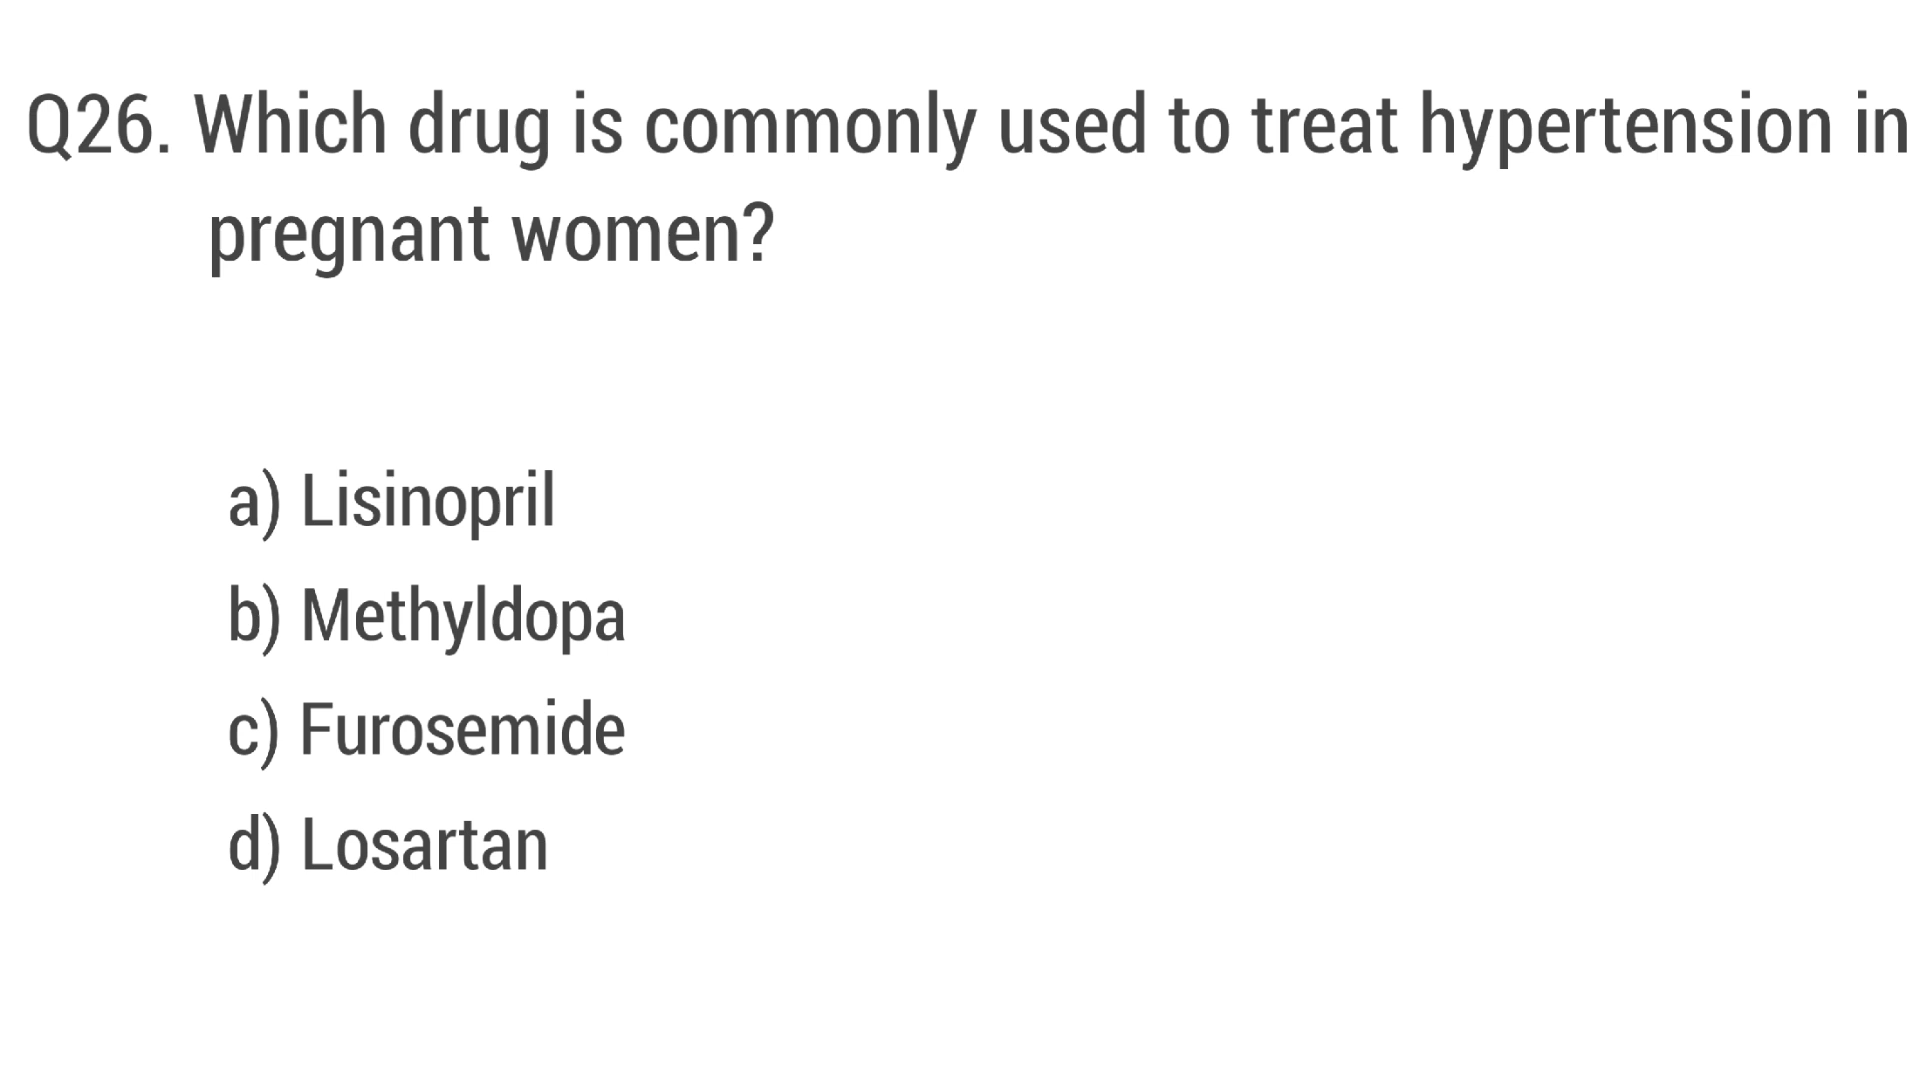 Q26. Which drug is commonly used to treat hypertension in
pregnant women?
a) Lisinopril
b) Methyldopa
c) Furosemide
d) Losartan